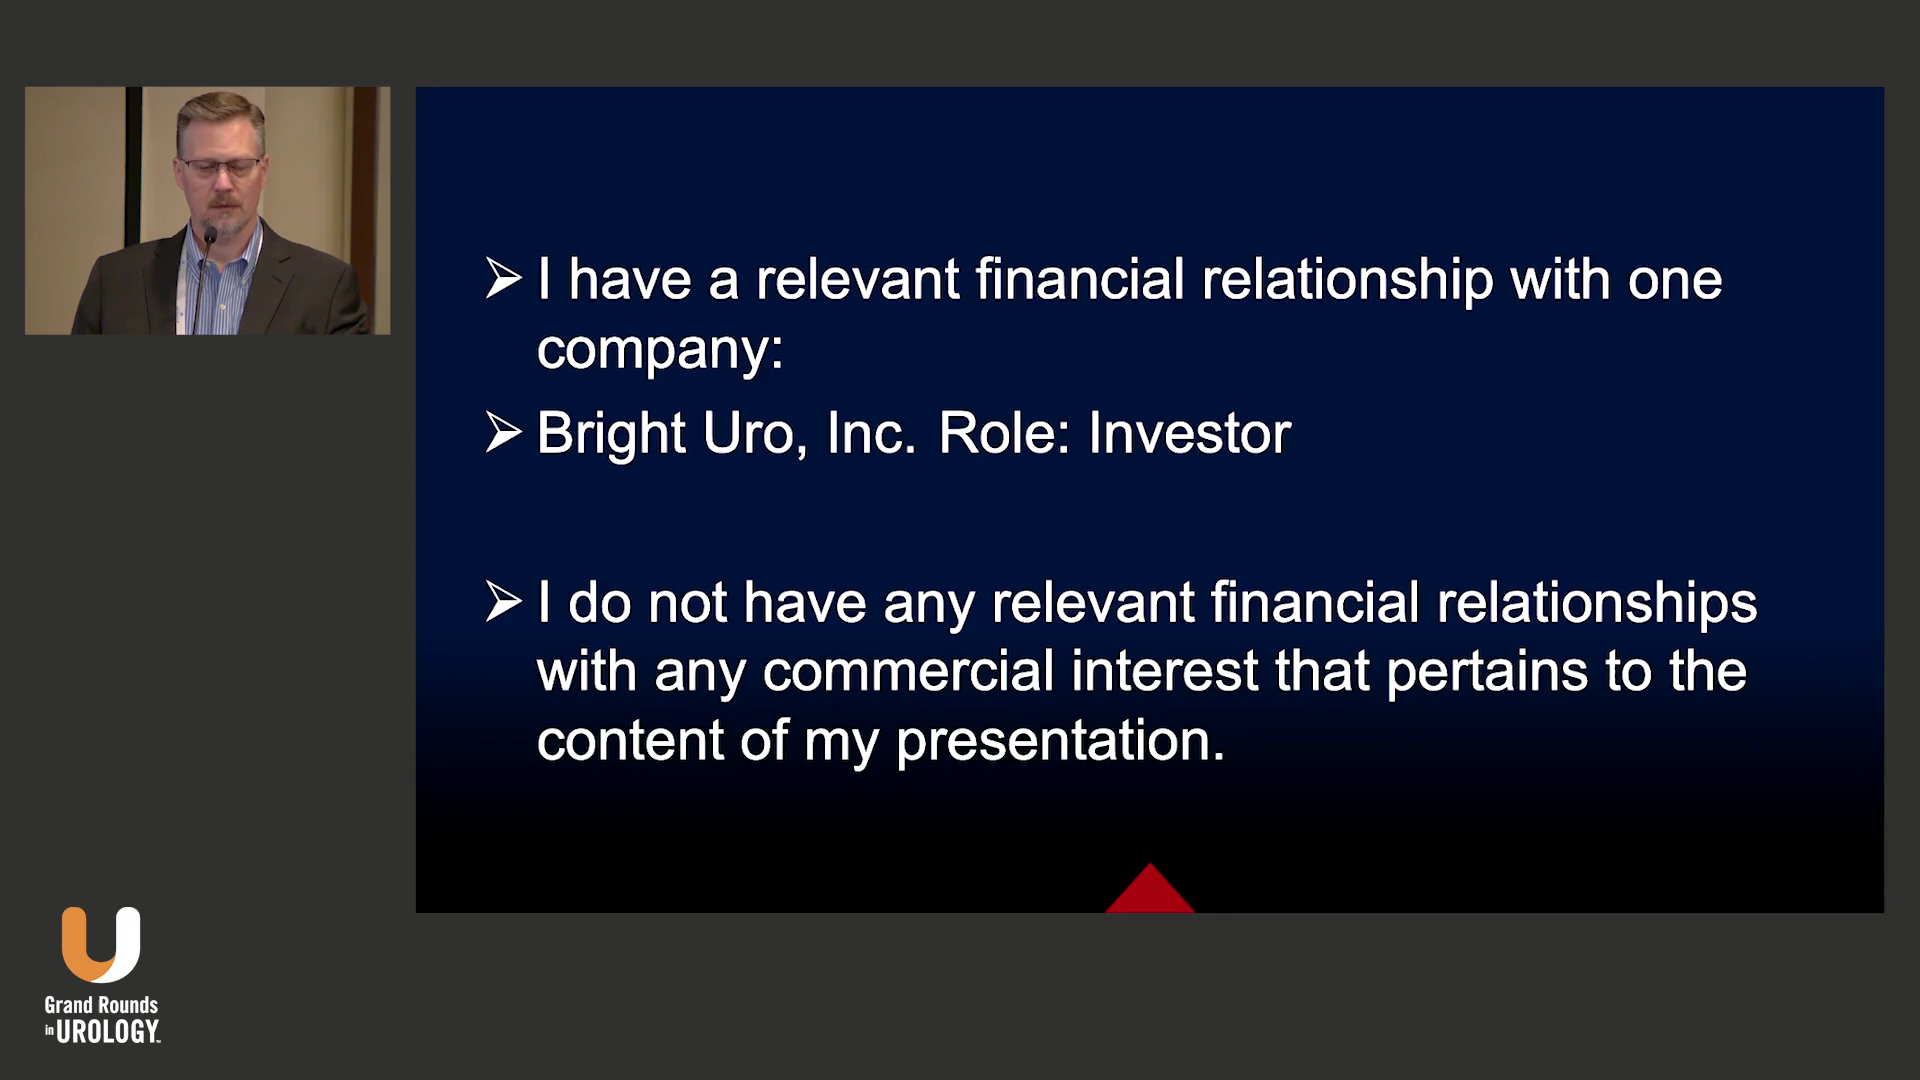 I have a relevant financial relationship with one
company:
Bright Uro, Inc. Role: Investor
I do not have any relevant financial relationships
with any commercial interest that pertains to the
content of my presentation.
U
Grand Rounds
in UROLOGY™